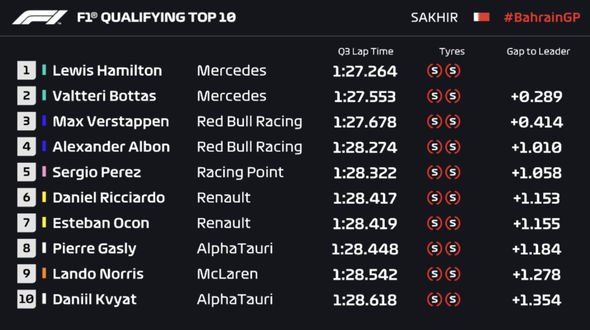 F1® QUALIFYING TOP 10 SAKHIR #BahrainGP
Q3 Lap Time Tyres Gap to Leader
1 Lewis Hamilton Mercedes 1:27.264 S S
2 Valtteri Bottas Mercedes 1:27.553 S S +0.289
3 Max Verstappen Red Bull Racing 1:27.678 S S +0.414
4 Alexander Albon Red Bull Racing 1:28.274 S S +1.010
5 Sergio Perez Racing Point 1:28.322 S S +1.058
6 Daniel Ricciardo Renault 1:28.417 S S +1.153
7 Esteban Ocon Renault 1:28.419 S S +1.155
8 Pierre Gasly AlphaTauri 1:28.448 S S +1.184
9 Lando Norris McLaren 1:28.542 S S +1.278
10 Daniil Kvyat AlphaTauri 1:28.618 S S +1.354